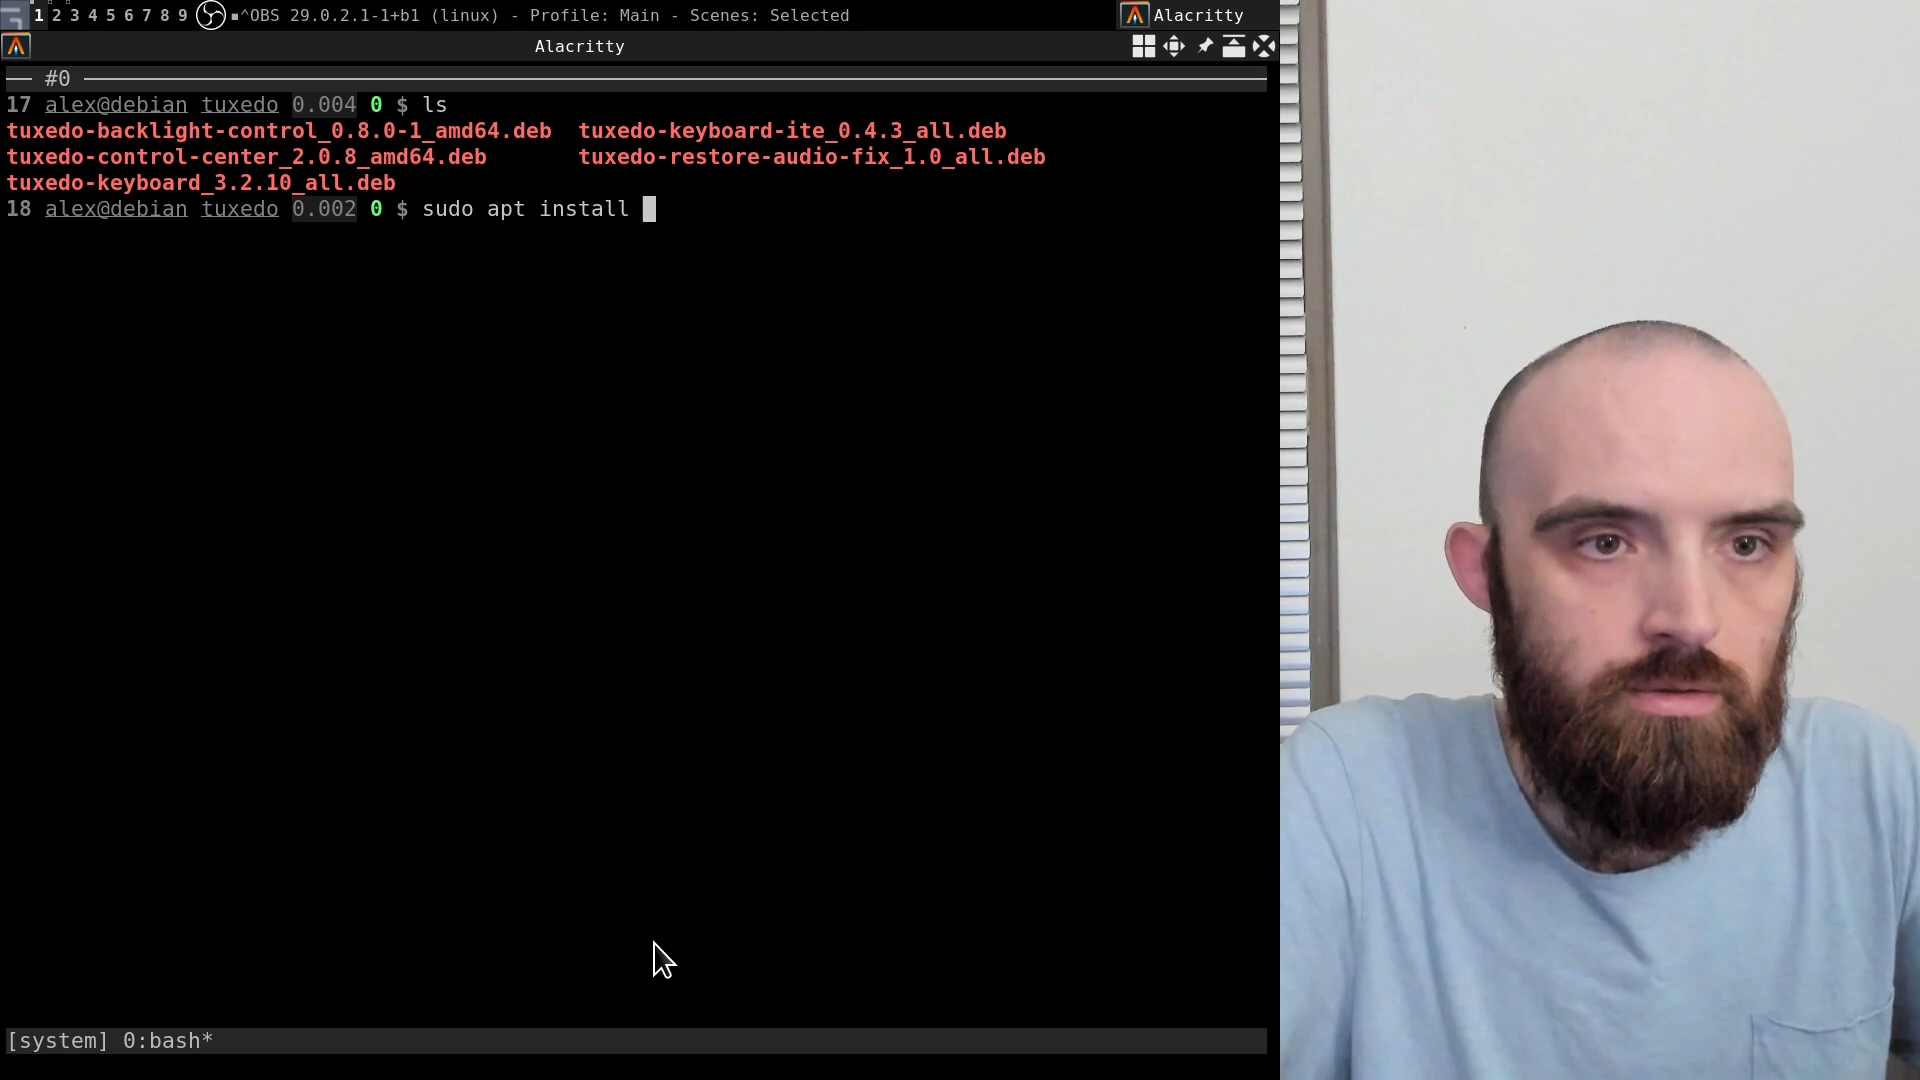 1 2 3 4 5 6 7 8 9 ▪^OBS 29.0.2.1-1+b1 (linux) - Profile: Main - Scenes: Selected Alacritty
Alacritty
#0
17 alex@debian tuxedo 0.004 0 $ ls
tuxedo-backlight-control_0.8.0-1_amd64.deb tuxedo-keyboard-ite_0.4.3_all.deb
tuxedo-control-center_2.0.8_amd64.deb tuxedo-restore-audio-fix_1.0_all.deb
tuxedo-keyboard_3.2.10_all.deb
18 alex@debian tuxedo 0.002 0 $ sudo apt install
[system] 0:bash*